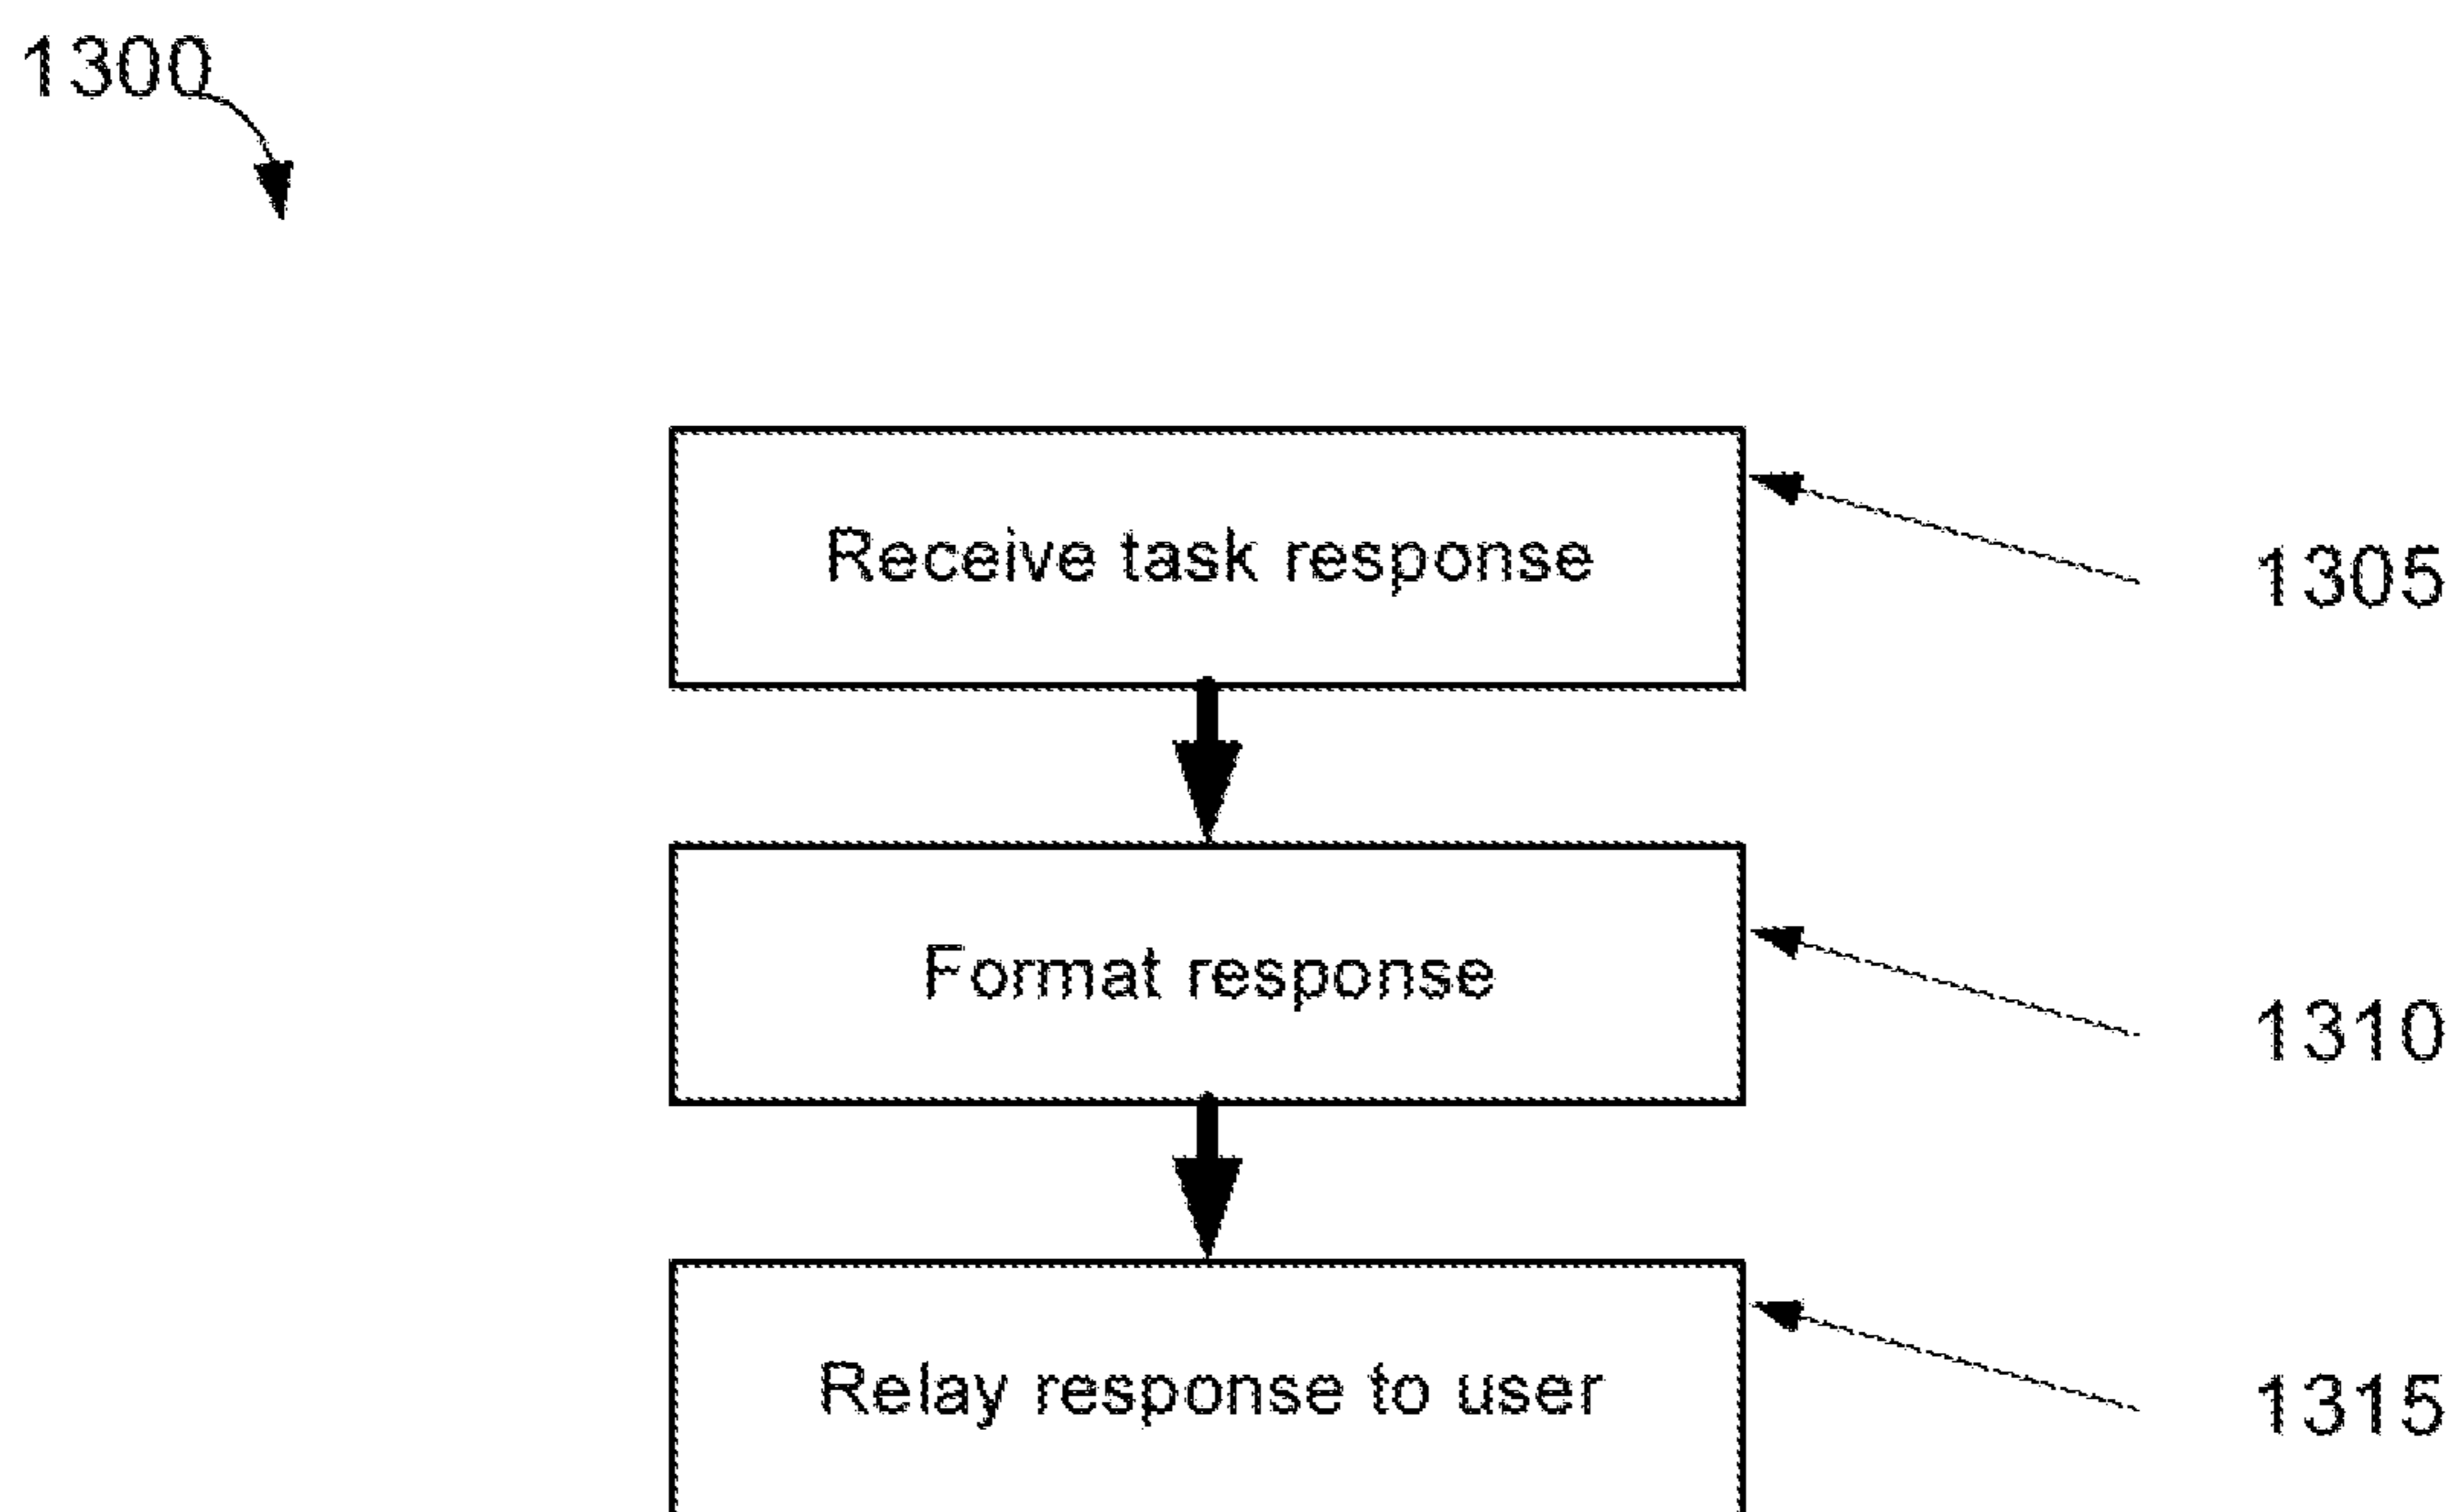 1300
Receive task response
1305
Format response
1310
Relay response to user
1315